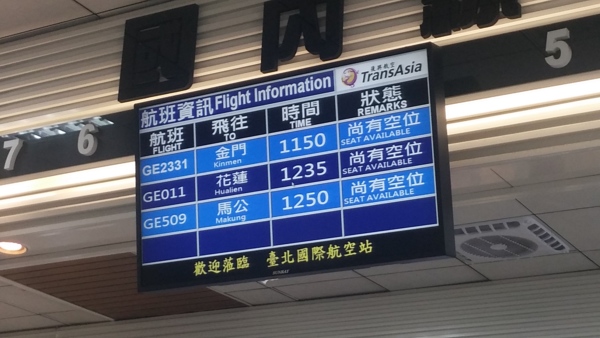 國內
5
7 6
航班資訊 Flight Information 復興航空 TransAsia
航班 飛往 時間 狀態
FLIGHT TO TIME REMARKS
GE2331 金門 Kinmen 1150 尚有空位 SEAT AVAILABLE
GE011 花蓮 Hualien 1235 尚有空位 SEAT AVAILABLE
GE509 馬公 Makung 1250 尚有空位 SEAT AVAILABLE
歡迎蒞臨 臺北國際航空站